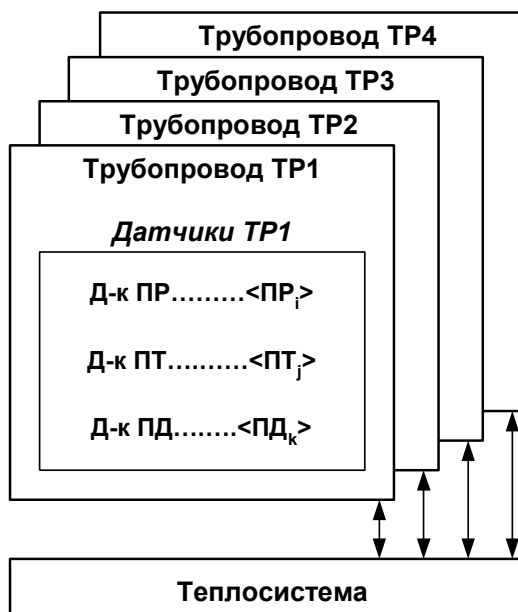 Трубопровод ТР4
Трубопровод ТР3
Трубопровод ТР2
Трубопровод ТР1
Датчики ТР1
Д-к ПР.........<ПРi>
Д-к ПТ..........<ПТj>
Д-к ПД........<ПДk>
Теплосистема